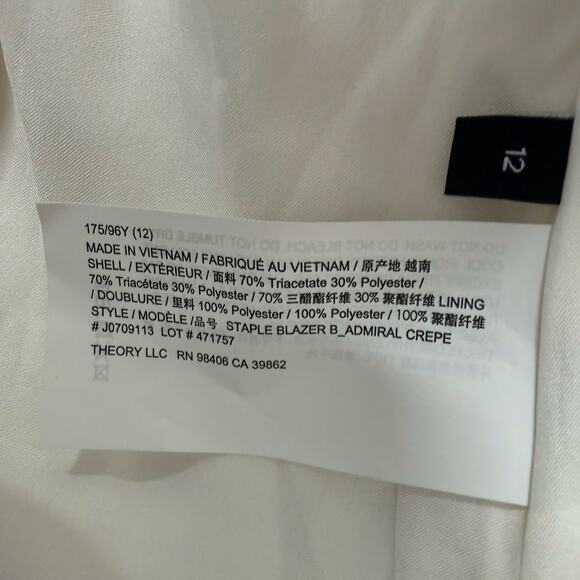 12
175/96Y (12)
MADE IN VIETNAM / FABRIQUÉ AU VIETNAM / 原产地 越南
SHELL / EXTÉRIEUR / 面料 70% Triacetate 30% Polyester /
70% Triacétate 30% Polyester / 70% 三醋酯纤维 30% 聚酯纤维 LINING
/ DOUBLURE / 里料 100% Polyester / 100% Polyester / 100% 聚酯纤维
STYLE / MODÈLE /品号 STAPLE BLAZER B_ADMIRAL CREPE
# J0709113 LOT # 471757
THEORY LLC RN 98406 CA 39862